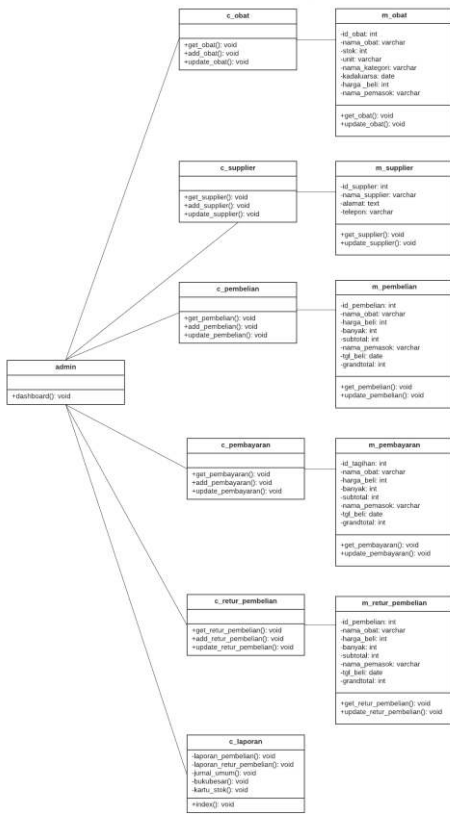 c_obat
+get_obat(): void
+add_obat(): void
+update_obat(): void
m_obat
-id_obat: int
-nama_obat: varchar
-stok: int
-unit: varchar
-nama_kategori: varchar
-kadaluarsa: date
-harga _beli: int
-nama_pemasok: varchar
+get_obat(): void
+update_obat(): void
c_supplier
+get_supplier(): void
+add_supplier(): void
+update_supplier(): void
m_supplier
-id_supplier: int
-nama_supplier: varchar
-alamat: text
-telepon: varchar
+get_supplier(): void
+update_supplier(): void
c_pembelian
+get_pembelian(): void
+add_pembelian(): void
+update_pembelian(): void
m_pembelian
-id_pembelian: int
-nama_obat: varchar
-harga_beli: int
-banyak: int
-subtotal: int
-nama_pemasok: varchar
-tgl_beli: date
-grandtotal: int
+get_pembelian(): void
+update_pembelian(): void
admin
+dashboard(): void
c_pembayaran
+get_pembayaran(): void
+add_pembayaran(): void
+update_pembayaran(): void
m_pembayaran
-id_tagihan: int
-nama_obat: varchar
-harga_beli: int
-banyak: int
-subtotal: int
-nama_pemasok: varchar
-tgl_beli: date
-grandtotal: int
+get_pembayaran(): void
+update_pembayaran(): void
c_retur_pembelian
+get_retur_pembelian(): void
+add_retur_pembelian(): void
+update_retur_pembelian(): void
m_retur_pembelian
-id_pembelian: int
-nama_obat: varchar
-harga_beli: int
-banyak: int
-subtotal: int
-nama_pemasok: varchar
-tgl_beli: date
-grandtotal: int
+get_retur_pembelian(): void
+update_retur_pembelian(): void
c_laporan
-laporan_pembelian(): void
-laporan_retur_pembelian(): void
-jurnal_umum(): void
-bukubesar(): void
-kartu_stok(): void
+index(): void